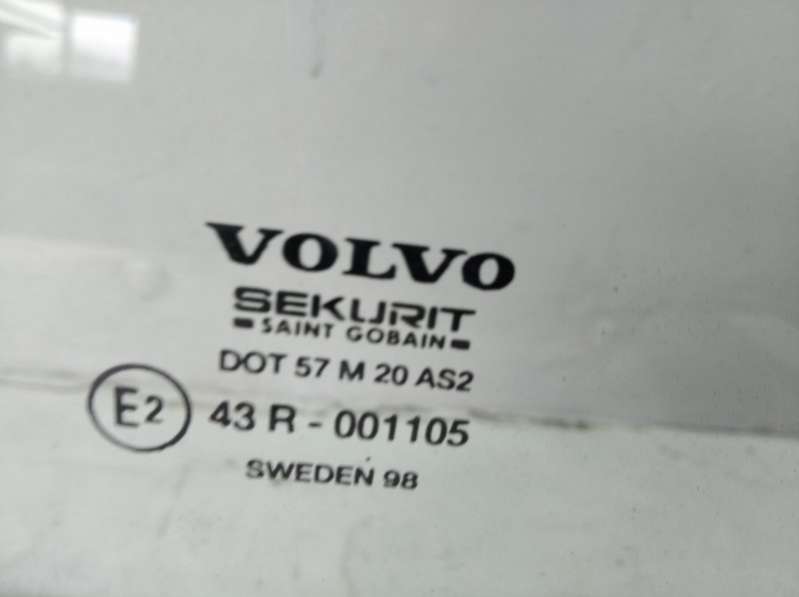 VOLVO
SEKURIT
SAINT GOBAIN
DOT 57 M 20 AS2
E2 43 R - 001105
SWEDEN 98